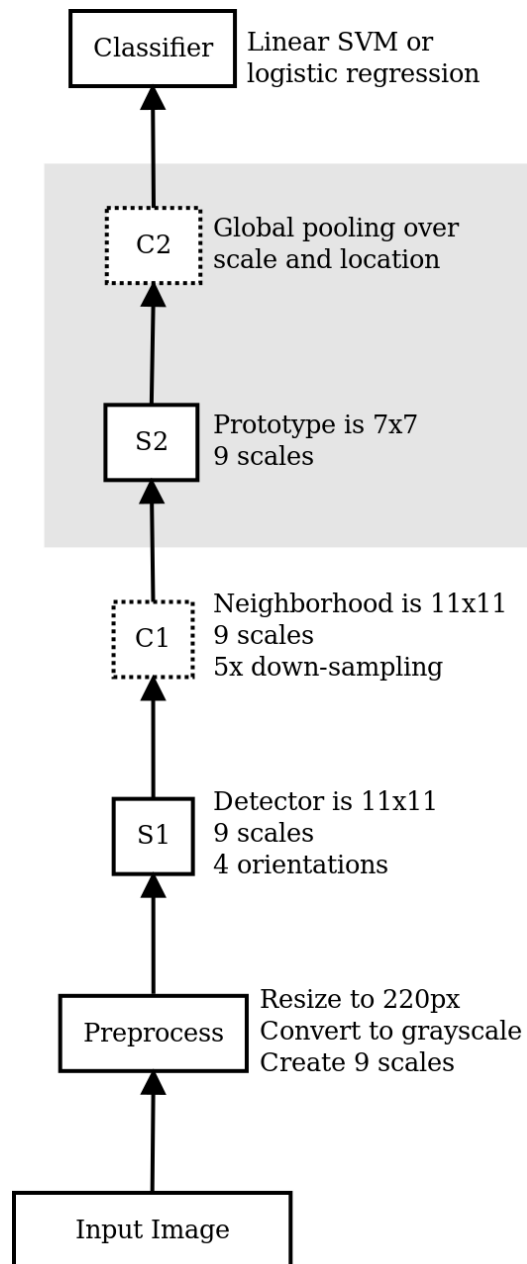 Classifier
Linear SVM or
logistic regression
C2
Global pooling over
scale and location
S2
Prototype is 7x7
9 scales
C1
Neighborhood is 11x11
9 scales
5x down-sampling
S1
Detector is 11x11
9 scales
4 orientations
Preprocess
Resize to 220px
Convert to grayscale
Create 9 scales
Input Image